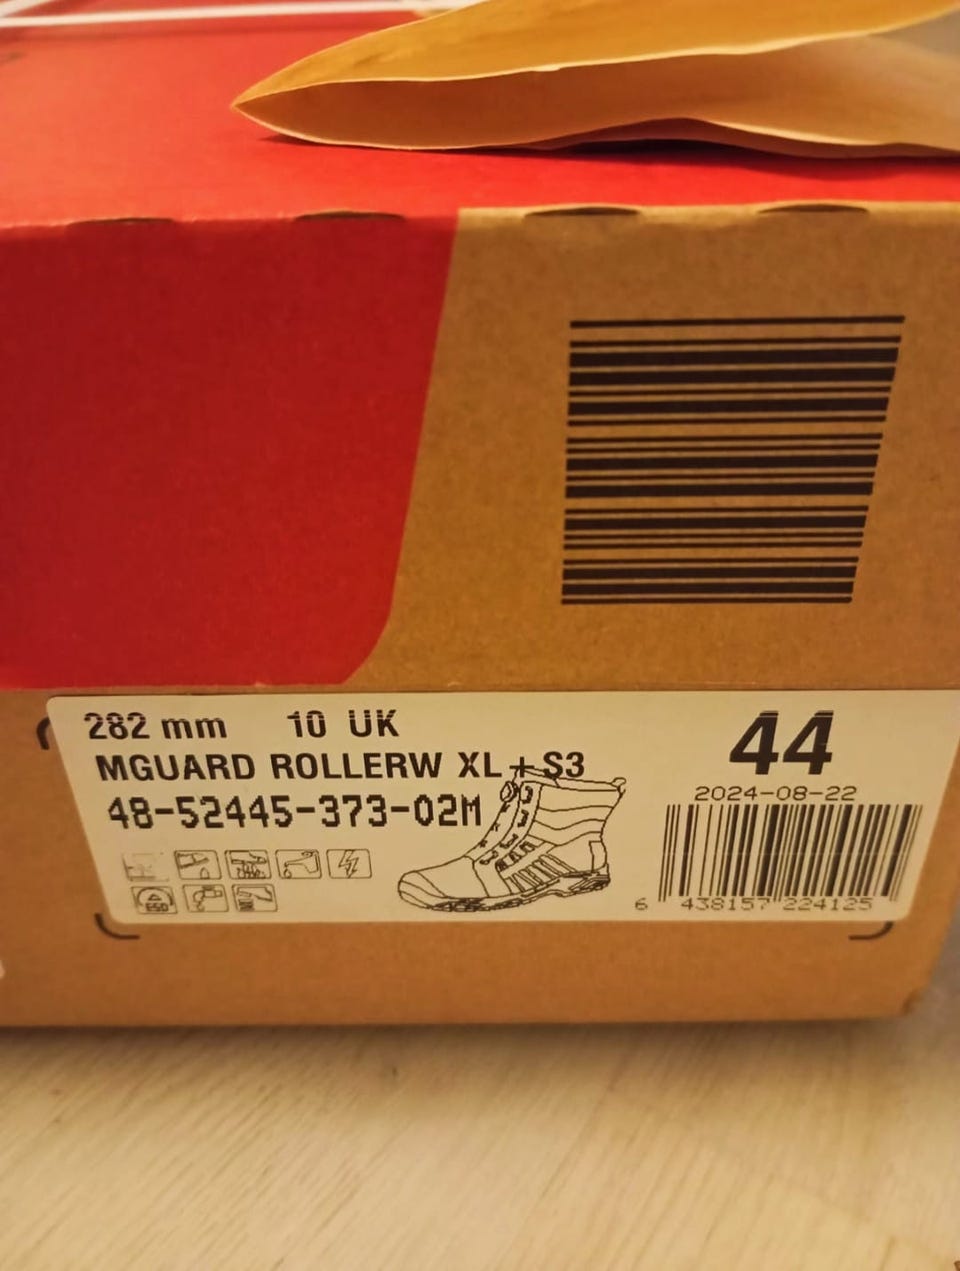 282 mm 10 UK
MGUARD ROLLERW XL+ S3
48-52445-373-02M
44
2024-08-22
ESD
6 438157 224125